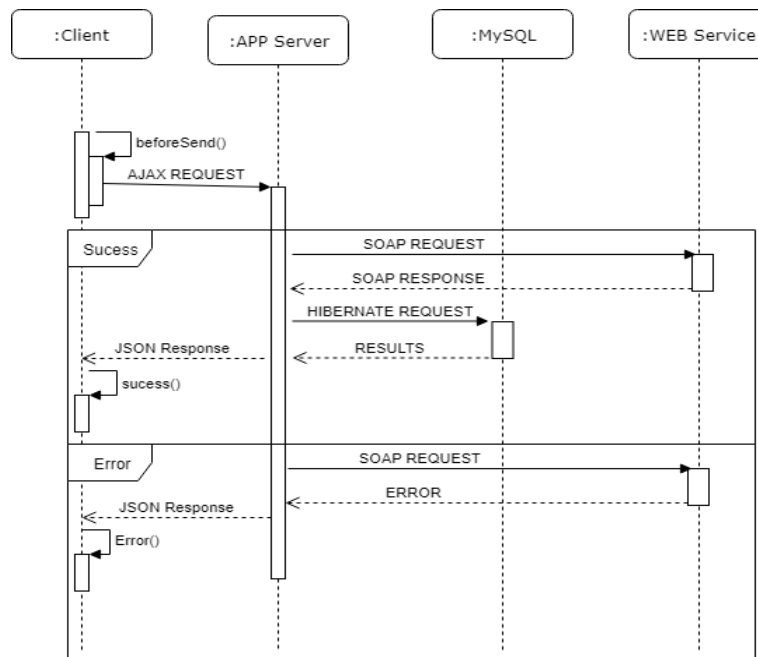 :Client
:APP Server
:MySQL
:WEB Service
beforeSend()
AJAX REQUEST
Sucess
SOAP REQUEST
SOAP RESPONSE
HIBERNATE REQUEST
JSON Response
RESULTS
sucess()
Error
SOAP REQUEST
ERROR
JSON Response
Error()